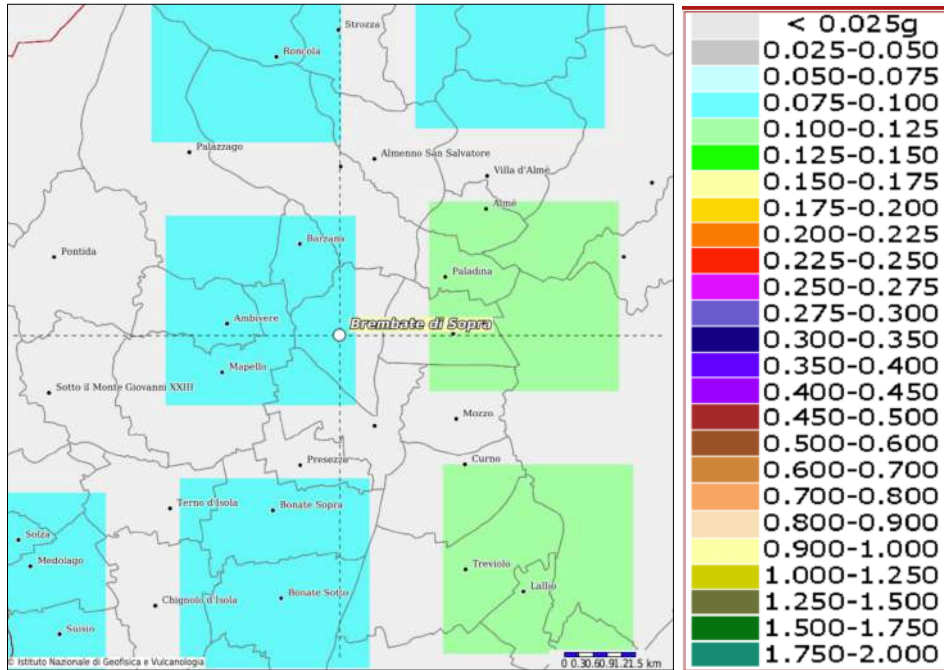 Strozza
Roncola
Palazzago
Almenno San Salvatore
Villa d'Almè
Almè
Barzana
Pontida
Paladina
Ambivere
Brembate di Sopra
Mapello
Sotto il Monte Giovanni XXIII
Mozzo
Presezzo
Curno
Terno d'Isola
Bonate Sopra
Solza
Medolago
Treviolo
Lallio
Chignolo d'Isola
Bonate Sotto
Suisio
© Istituto Nazionale di Geofisica e Vulcanologia
0 0.30.60.91.21.5 km
< 0.025g
0.025-0.050
0.050-0.075
0.075-0.100
0.100-0.125
0.125-0.150
0.150-0.175
0.175-0.200
0.200-0.225
0.225-0.250
0.250-0.275
0.275-0.300
0.300-0.350
0.350-0.400
0.400-0.450
0.450-0.500
0.500-0.600
0.600-0.700
0.700-0.800
0.800-0.900
0.900-1.000
1.000-1.250
1.250-1.500
1.500-1.750
1.750-2.000